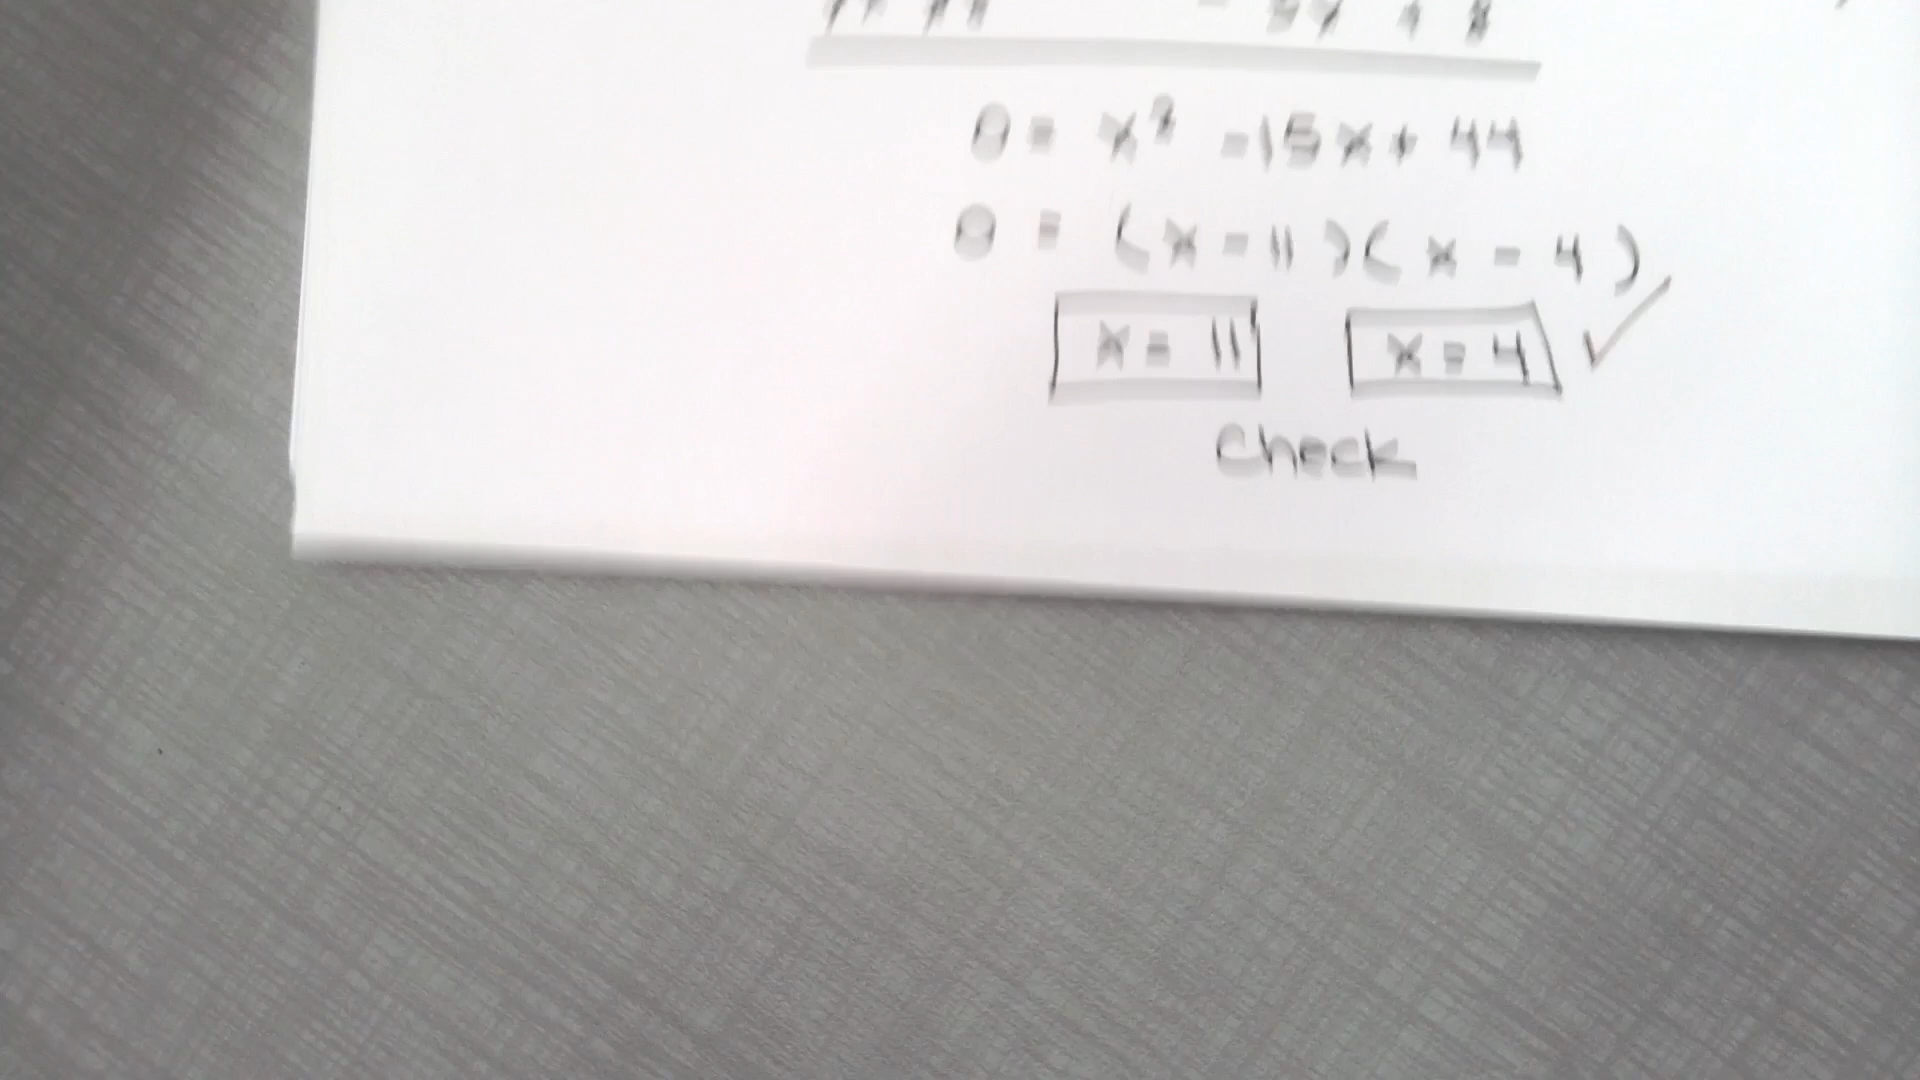 0 = x² - 15x + 44
0 = (x - 11)(x - 4)
x = 11 x = 4 ✓
check